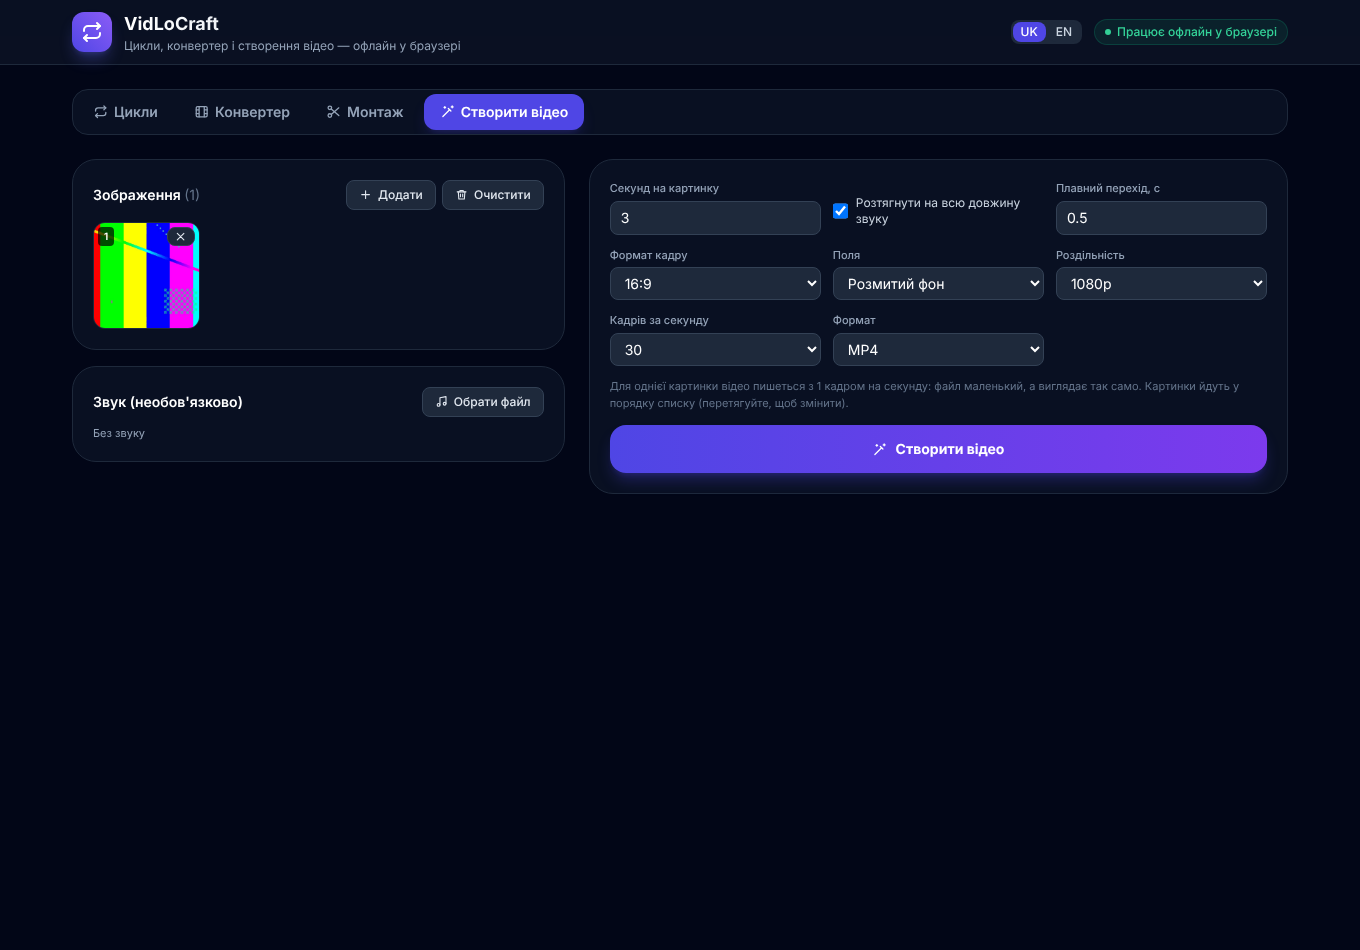 VidLoCraft
Цикли, конвертер і створення відео — офлайн у браузері
UK EN
Працює офлайн у браузері
Цикли
Конвертер
Монтаж
Створити відео
Зображення (1)
Додати
Очистити
1
Звук (необов'язково)
Обрати файл
Без звуку
Секунд на картинку
3
Розтягнути на всю довжину
звуку
Плавний перехід, с
0.5
Формат кадру
16:9
Поля
Розмитий фон
Роздільність
1080p
Кадрів за секунду
30
Формат
MP4
Для однієї картинки відео пишеться з 1 кадром на секунду: файл маленький, а виглядає так само. Картинки йдуть у
порядку списку (перетягуйте, щоб змінити).
Створити відео